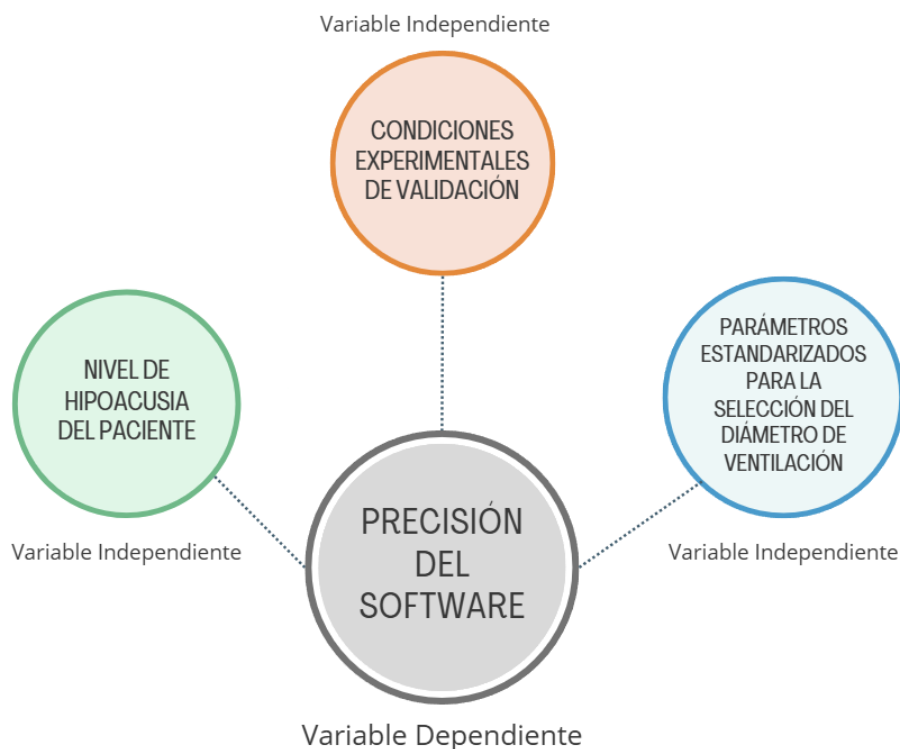 Variable Independiente
CONDICIONES
EXPERIMENTALES
DE VALIDACIÓN
NIVEL DE
HIPOACUSIA
DEL PACIENTE
Variable Independiente
PARÁMETROS
ESTANDARIZADOS
PARA LA
SELECCIÓN DEL
DIÁMETRO DE
VENTILACIÓN
Variable Independiente
PRECISIÓN
DEL
SOFTWARE
Variable Dependiente